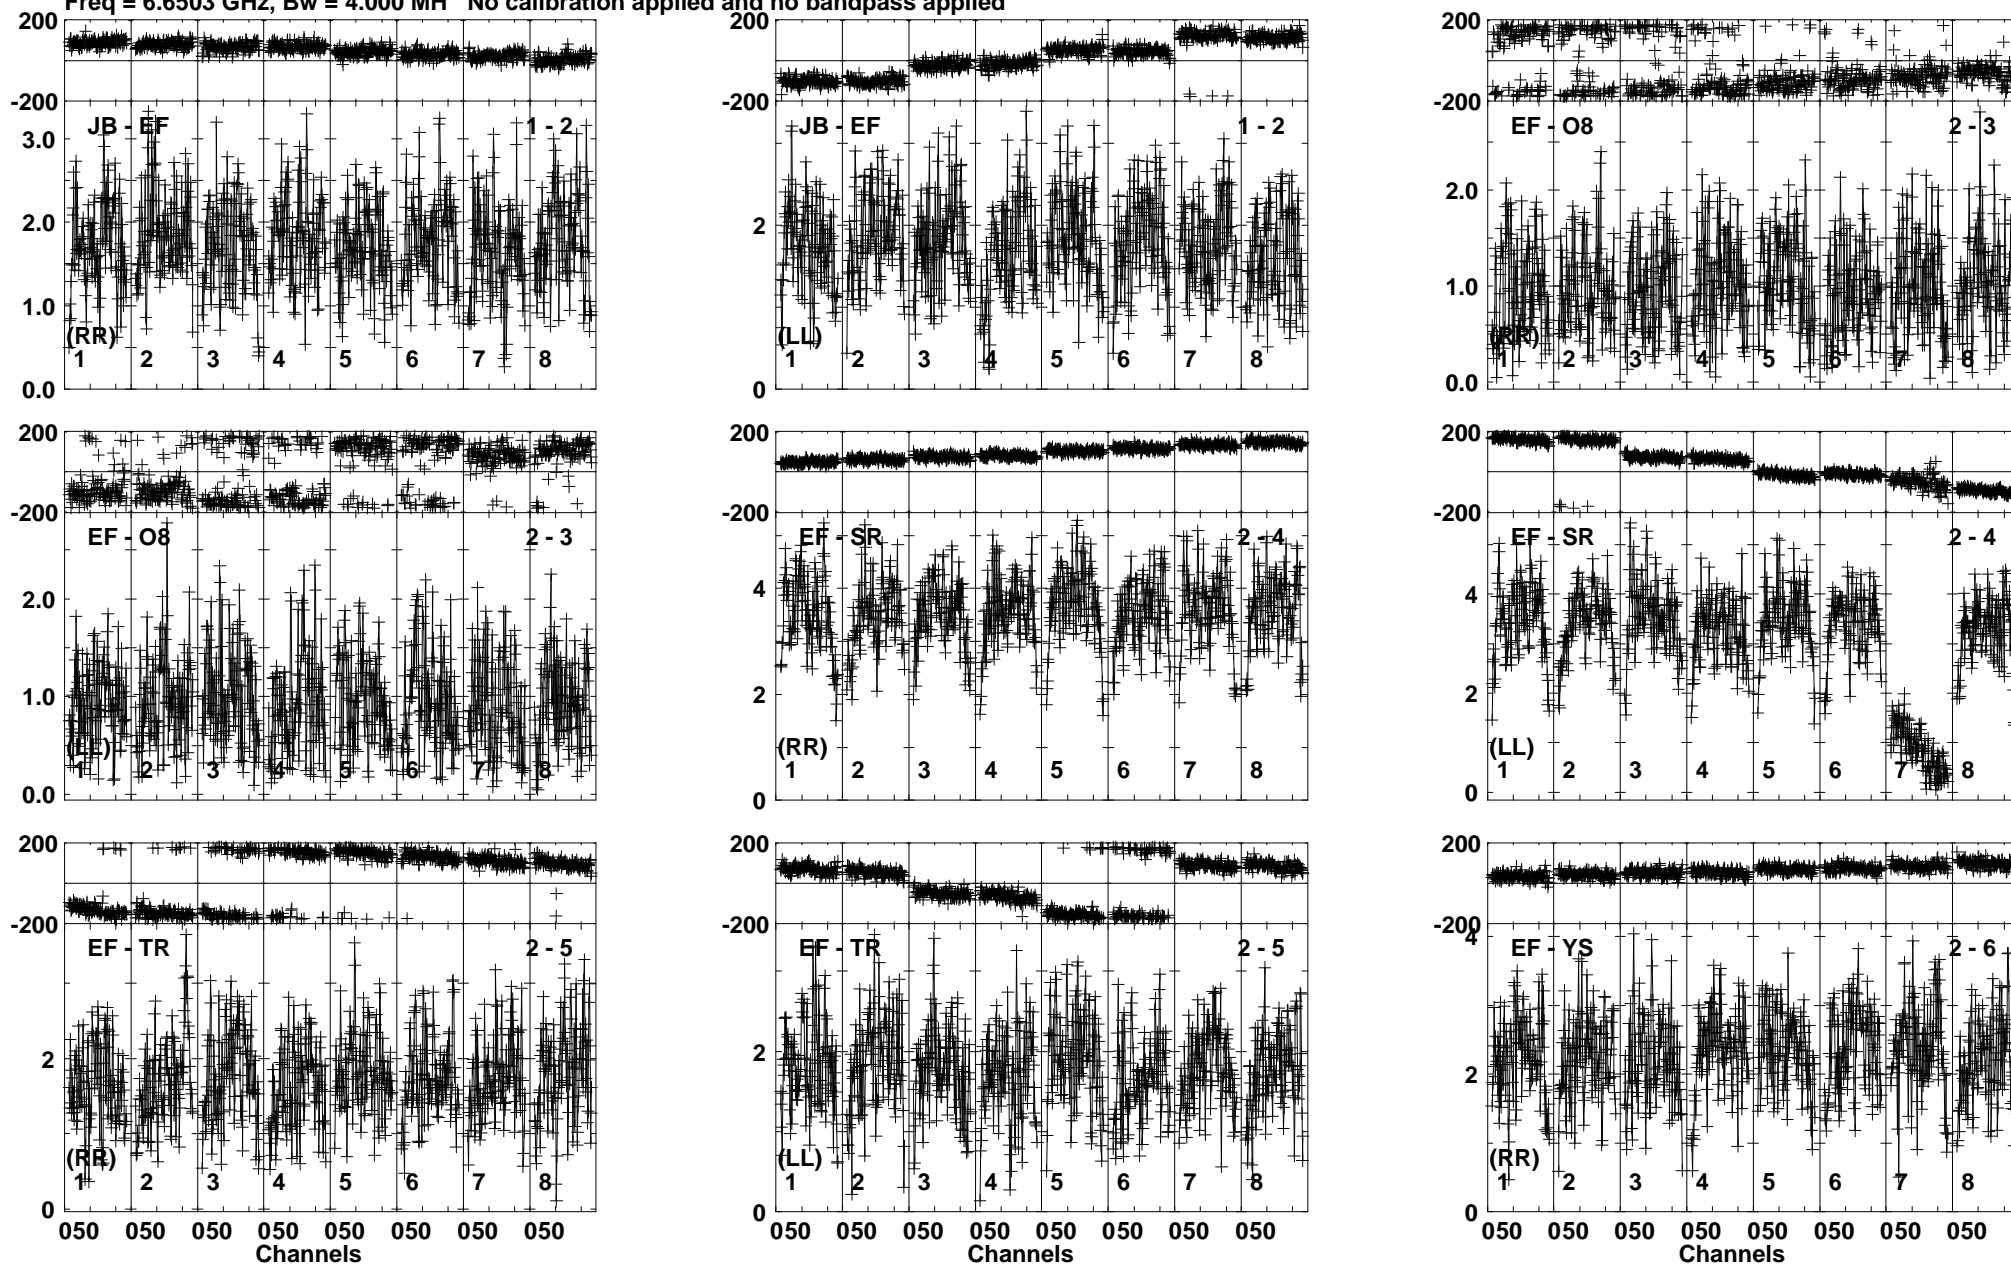 Freq = 6.6503 GHz, Bw = 4.000 MH No calibration applied and no bandpass applied
200
-200
JB - EF
1 - 2
3.0
2.0
1.0
0.0
(RR)
1 2 3 4 5 6 7 8
200
-200
JB - EF
1 - 2
2
0
(LL)
1 2 3 4 5 6 7 8
200
-200
EF - O8
2 - 3
2.0
1.0
0.0
(RR)
1 2 3 4 5 6 7 8
200
-200
EF - O8
2 - 3
2.0
1.0
0.0
(LL)
1 2 3 4 5 6 7 8
200
-200
EF - SR
2 - 4
4
2
0
(RR)
1 2 3 4 5 6 7 8
200
-200
EF - SR
2 - 4
4
2
0
(LL)
1 2 3 4 5 6 7 8
200
-200
EF - TR
2 - 5
2
0
(RR)
1 2 3 4 5 6 7 8
050 050 050 050 050 050 050 050
Channels
200
-200
EF - TR
2 - 5
2
0
(LL)
1 2 3 4 5 6 7 8
050 050 050 050 050 050 050 050
Channels
200
-200
4
EF - YS
2 - 6
2
0
(RR)
1 2 3 4 5 6 7 8
050 050 050 050 050 050 050 050
Channels